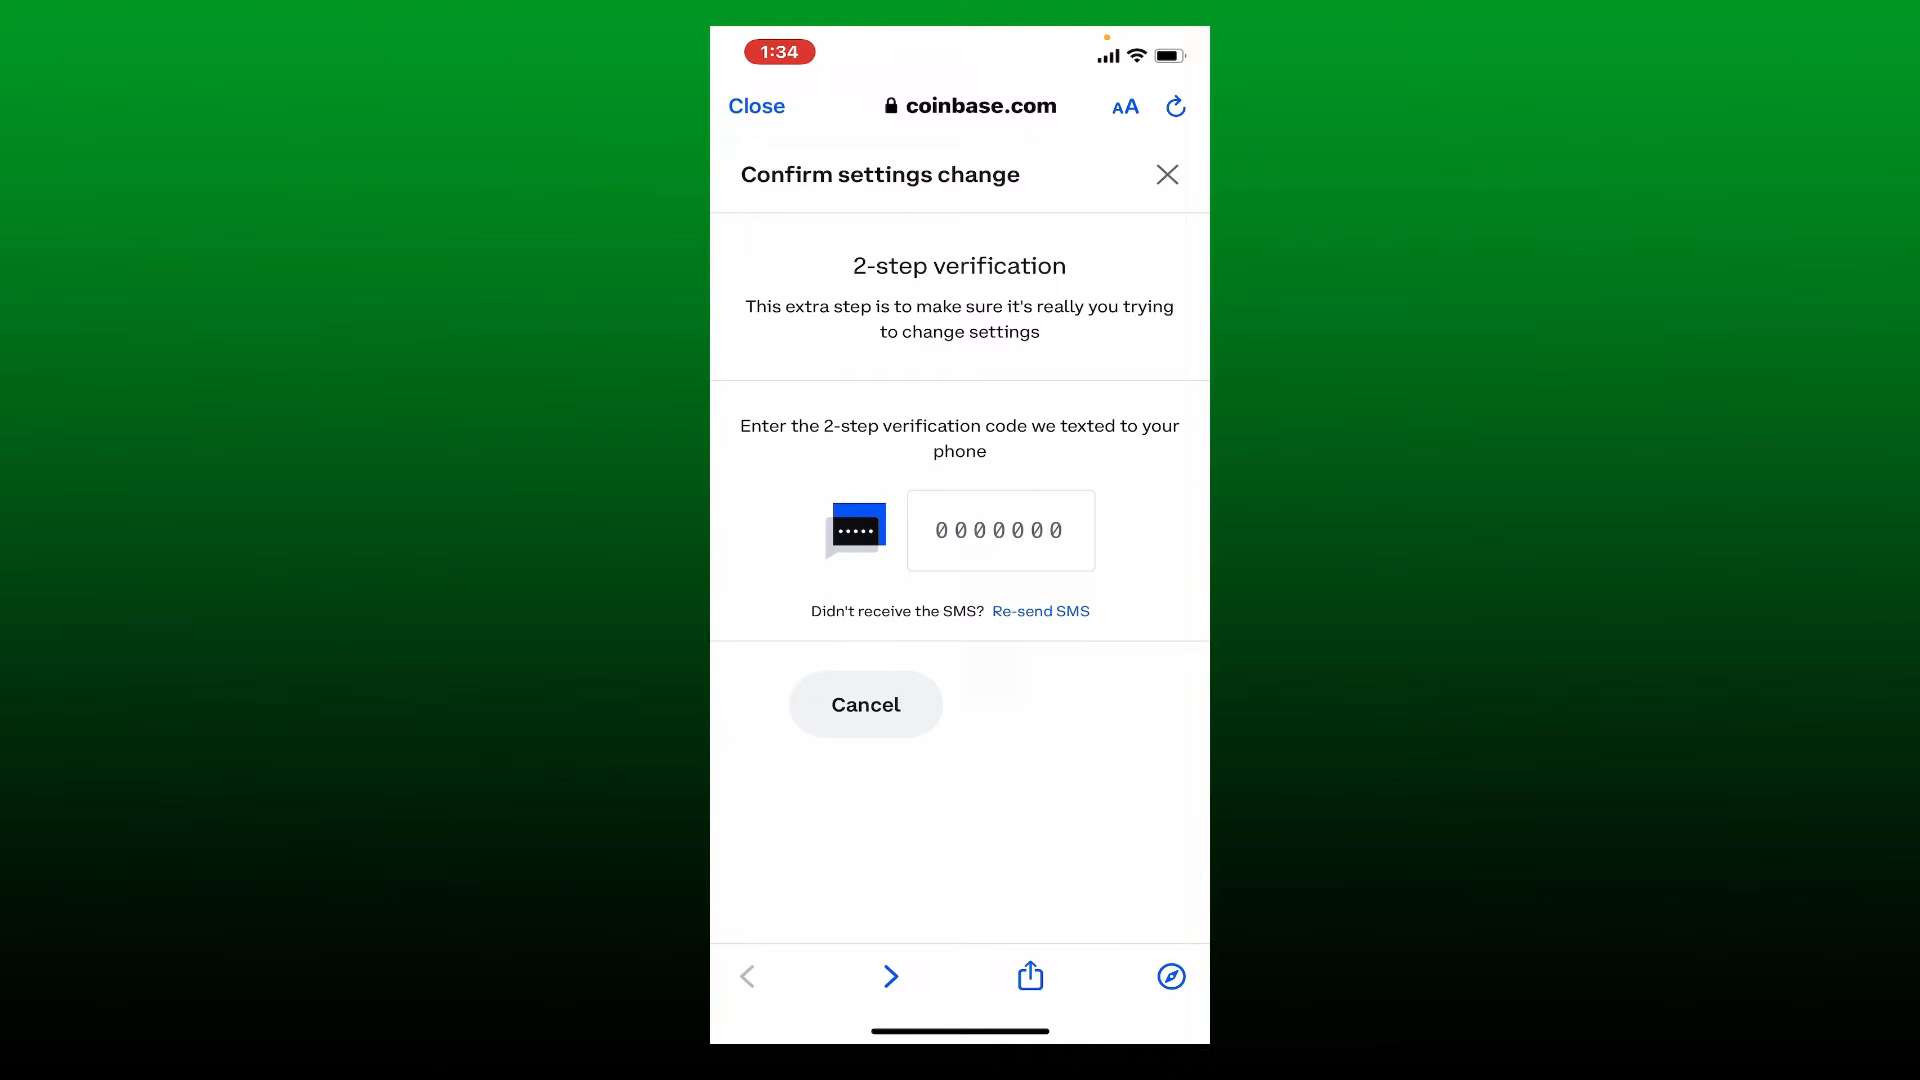 1:34
Close
coinbase.com
AA
Confirm settings change
2-step verification
This extra step is to make sure it's really you trying
to change settings
Enter the 2-step verification code we texted to your
phone
0000000
Didn't receive the SMS? Re-send SMS
Cancel